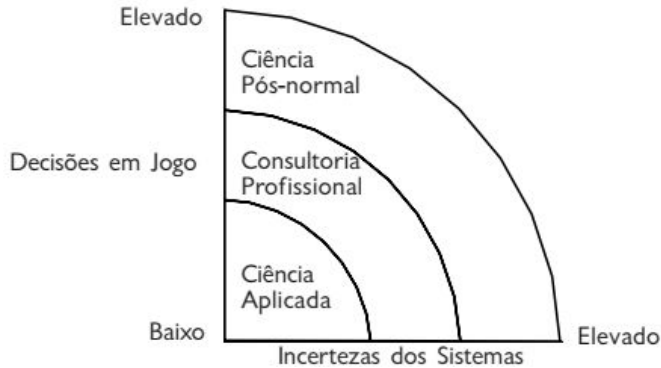 Elevado
Ciência
Pós-normal
Decisões em Jogo
Consultoria
Profissional
Ciência
Aplicada
Baixo
Elevado
Incertezas dos Sistemas